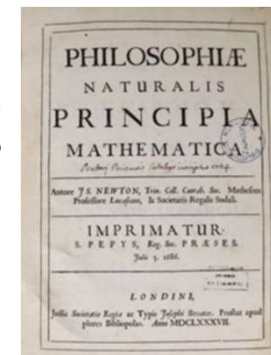 PHILOSOPHIÆ
NATURALIS
PRINCIPIA
MATHEMATICA
Autore J S. NEWTON, Trin. Coll. Cantab. Soc. Matheseos
Professore Lucasiano, & Societatis Regalis Sodali.
IMPRIMATUR·
S. PEPYS, Reg. Soc. PRÆSES.
Julii 5. 1686.
LONDINI,
Jussu Societatis Regiæ ac Typis Josephi Streater. Prostat apud
plures Bibliopolas. Anno MDCLXXXVII.